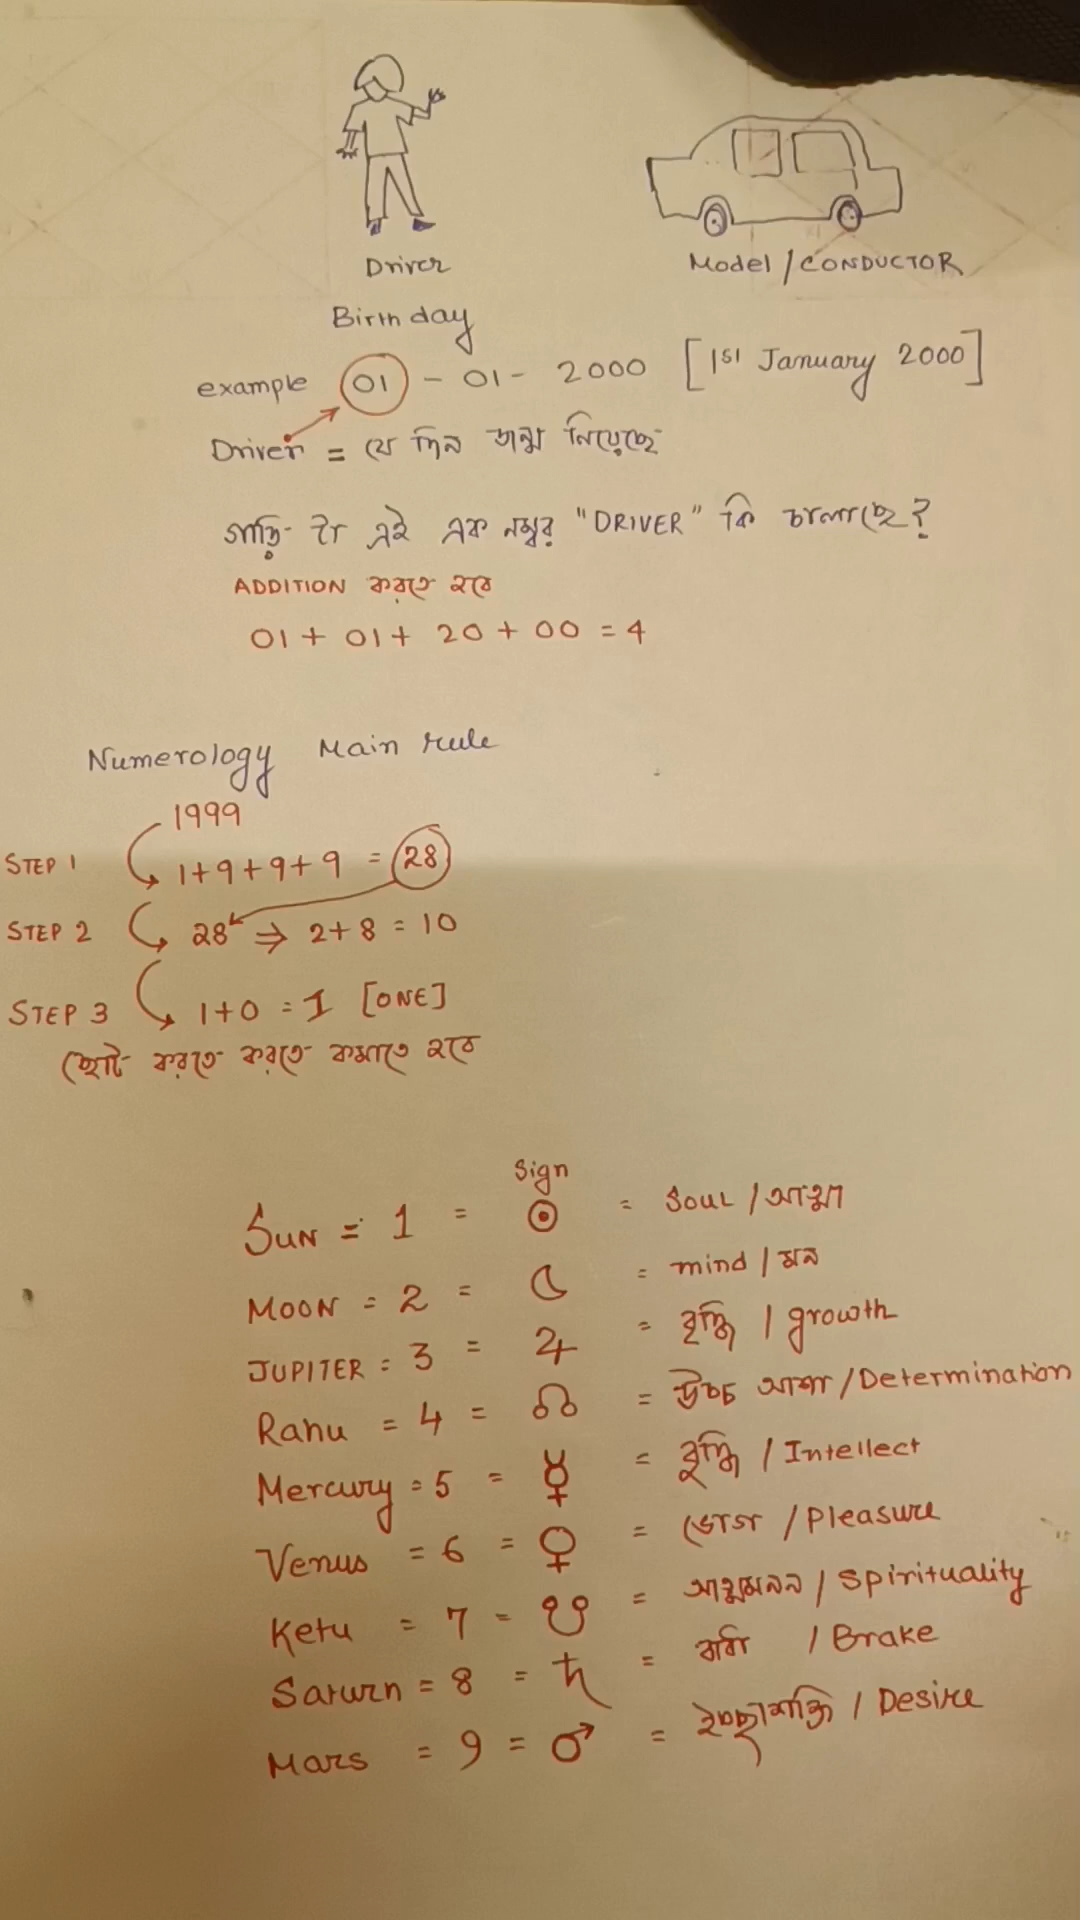 Driver
Model / CONDUCTOR
Birthday
example 01 - 01 - 2000 [1st January 2000]
Driver = যে দিন জন্ম নিয়েছে
গাড়ি টা এই এক নম্বর "DRIVER" কি চালাচ্ছে?
ADDITION করতে হবে
01 + 01 + 20 + 00 = 4
Numerology Main rule
1999
STEP 1 1+9+9+9 = 28
STEP 2 28 ⇒ 2+8 = 10
STEP 3 1+0 = 1 [ONE]
ছোট করতে করতে কমাতে হবে
Sign
SUN = 1 = ☉ = Soul / আত্মা
MOON = 2 = ☾ = mind / মন
JUPITER = 3 = ♃ = বৃদ্ধি / growth
Rahu = 4 = ☊ = উচ্চ আশা / Determination
Mercury = 5 = ☿ = বুদ্ধি / Intellect
Venus = 6 = ♀ = ভোগ / Pleasure
Ketu = 7 = ☋ = আত্মমনন / Spirituality
Saturn = 8 = ♄ = বাধা / Brake
Mars = 9 = ♂ = ইচ্ছাশক্তি / Desire